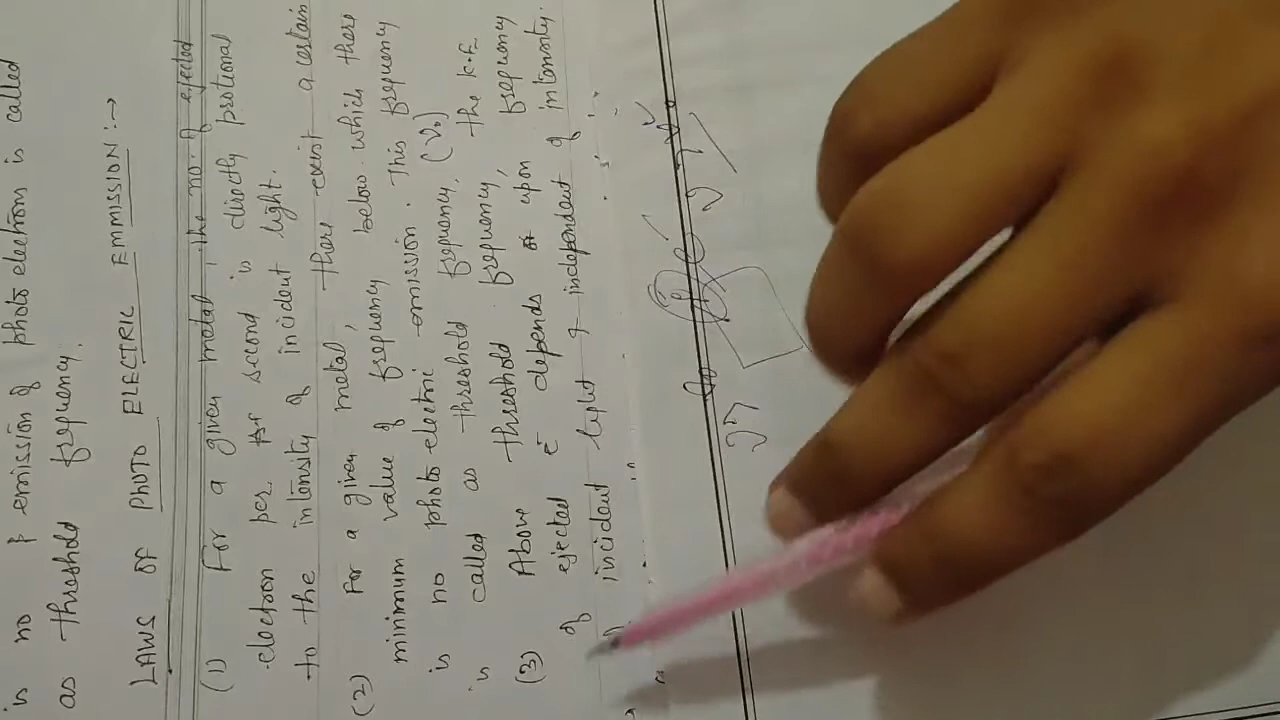 is no emission of photo electron is called
as threshold frequency.
LAWS OF PHOTO ELECTRIC EMMISSION :→
(1) For a given metal, the no. of ejected
electron per second is directly protional
to the intensity of incident light.
(2) For a given metal, there exist a certain
minimum value of frequency below which there
is no photo electric emission. This frequency
is called as threshold frequency. (ν₀)
(3) Above threshold frequency, the K.E
of ejected e⁻ depends upon frequency
incident light & independent of intensity.